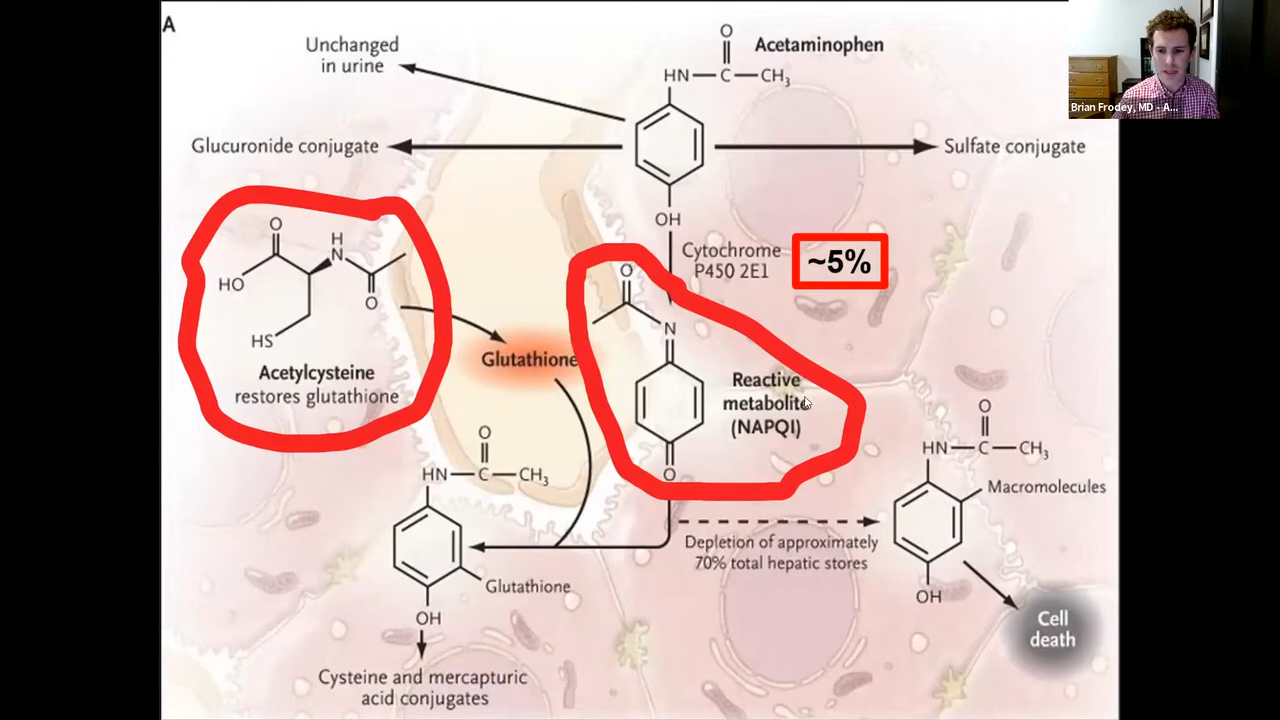 A
Unchanged
in urine
O
HN—C—CH₃
Acetaminophen
Glucuronide conjugate
Sulfate conjugate
OH
Cytochrome
P450 2E1
~5%
O
HO
H
N
O
HS
Acetylcysteine
restores glutathione
Glutathione
O
N
O
Reactive
metabolite
(NAPQI)
O
HN—C—CH₃
Glutathione
OH
Cysteine and mercapturic
acid conjugates
Depletion of approximately
70% total hepatic stores
O
HN—C—CH₃
Macromolecules
OH
Cell
death
Brian Frodey, MD - A...